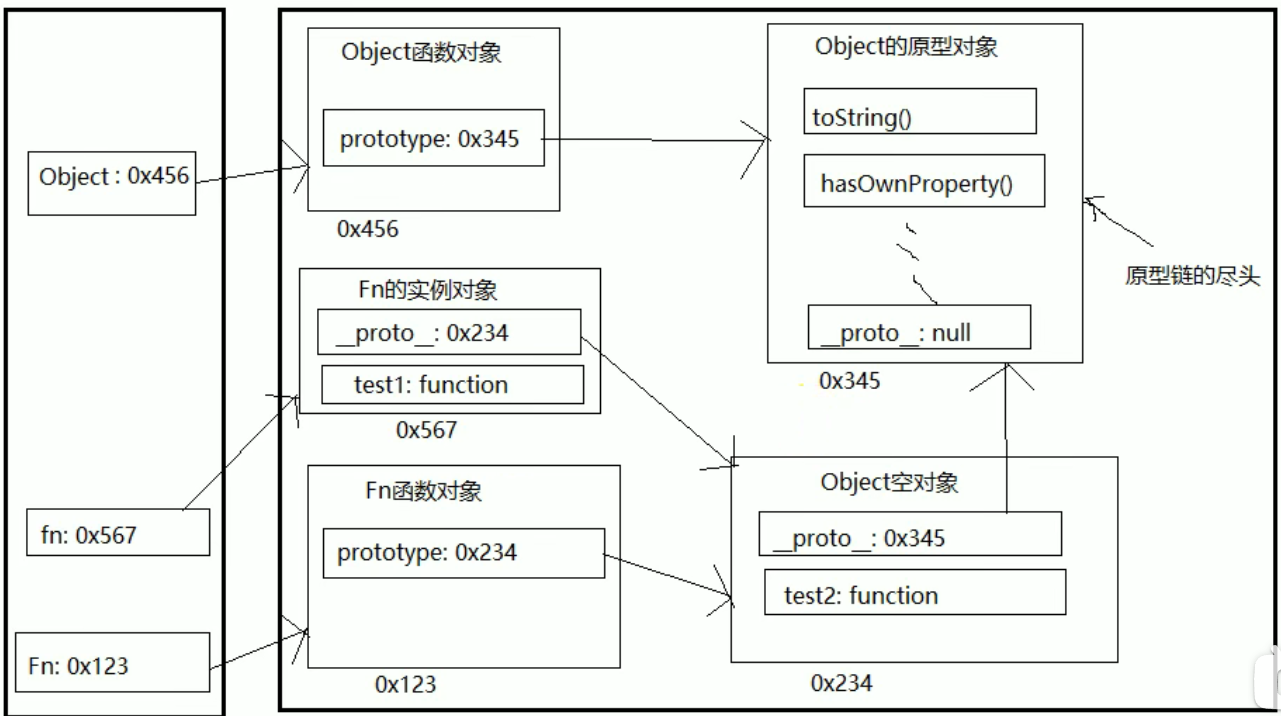 Object : 0x456
fn: 0x567
Fn: 0x123
Object函数对象
prototype: 0x345
0x456
Fn的实例对象
__proto__: 0x234
test1: function
0x567
Fn函数对象
prototype: 0x234
0x123
Object的原型对象
toString()
hasOwnProperty()
__proto__: null
0x345
原型链的尽头
Object空对象
__proto__: 0x345
test2: function
0x234